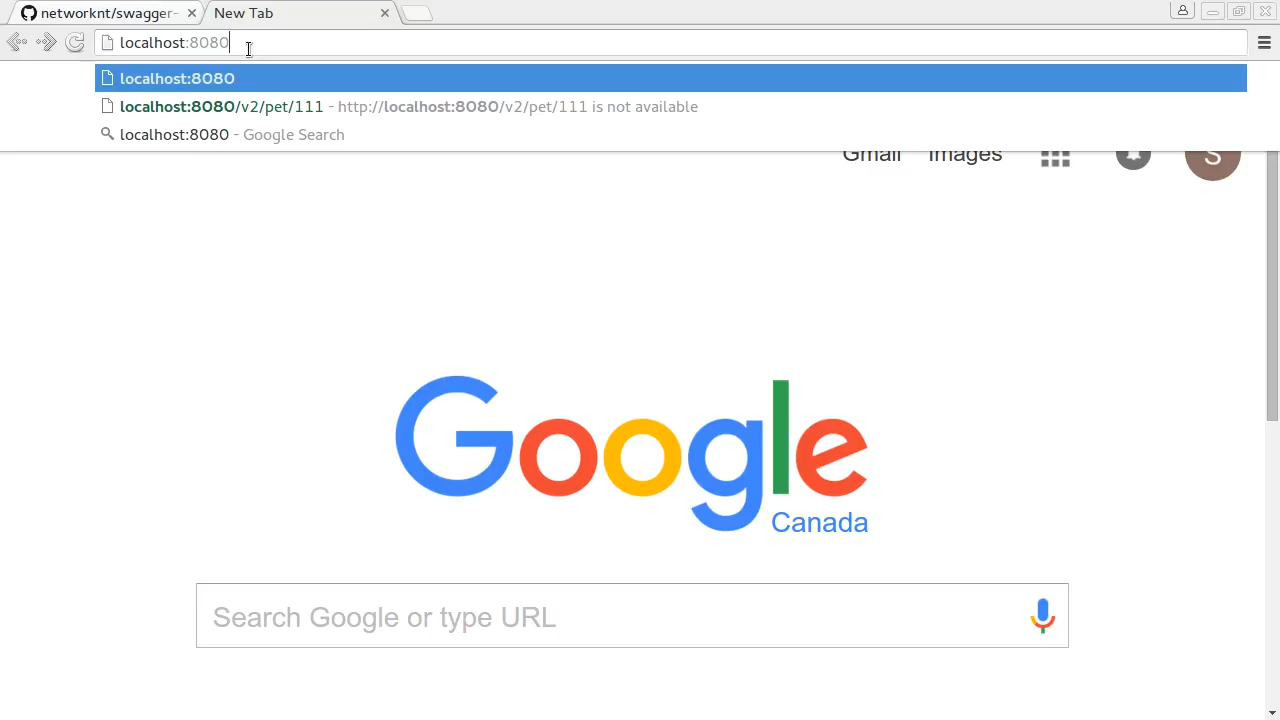 networknt/swagger-
New Tab
localhost:8080
localhost:8080
localhost:8080/v2/pet/111 - http://localhost:8080/v2/pet/111 is not available
localhost:8080 - Google Search
Gmail Images S
Google
Canada
Search Google or type URL